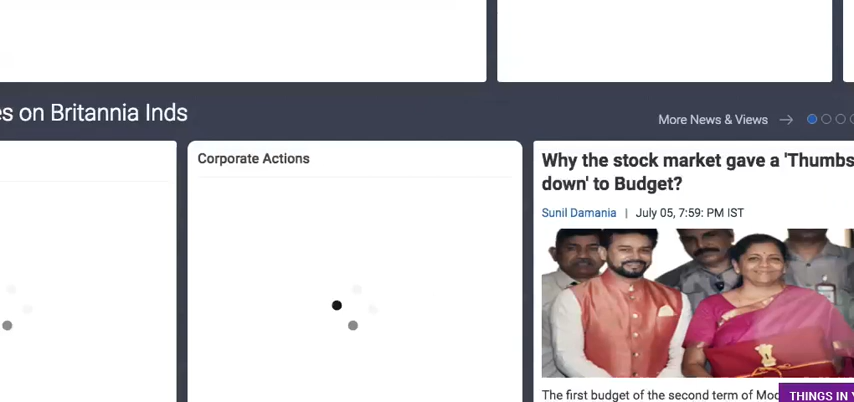 es on Britannia Inds
More News & Views
Corporate Actions
Why the stock market gave a 'Thumbs
down' to Budget?
Sunil Damania | July 05, 7:59: PM IST
The first budget of the second term of Mod
THINGS IN